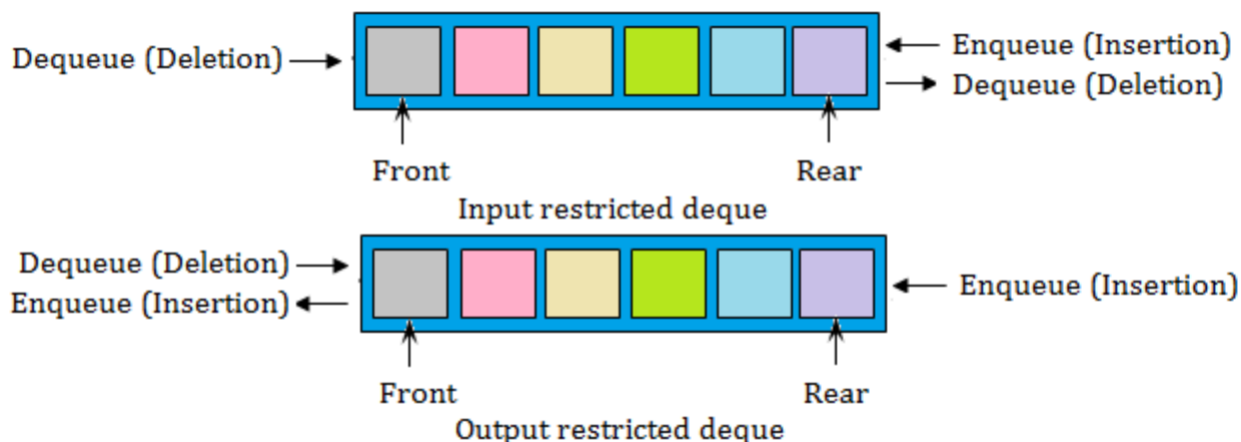 Dequeue (Deletion)
Enqueue (Insertion)
Dequeue (Deletion)
Front
Rear
Input restricted deque
Dequeue (Deletion)
Enqueue (Insertion)
Enqueue (Insertion)
Front
Rear
Output restricted deque